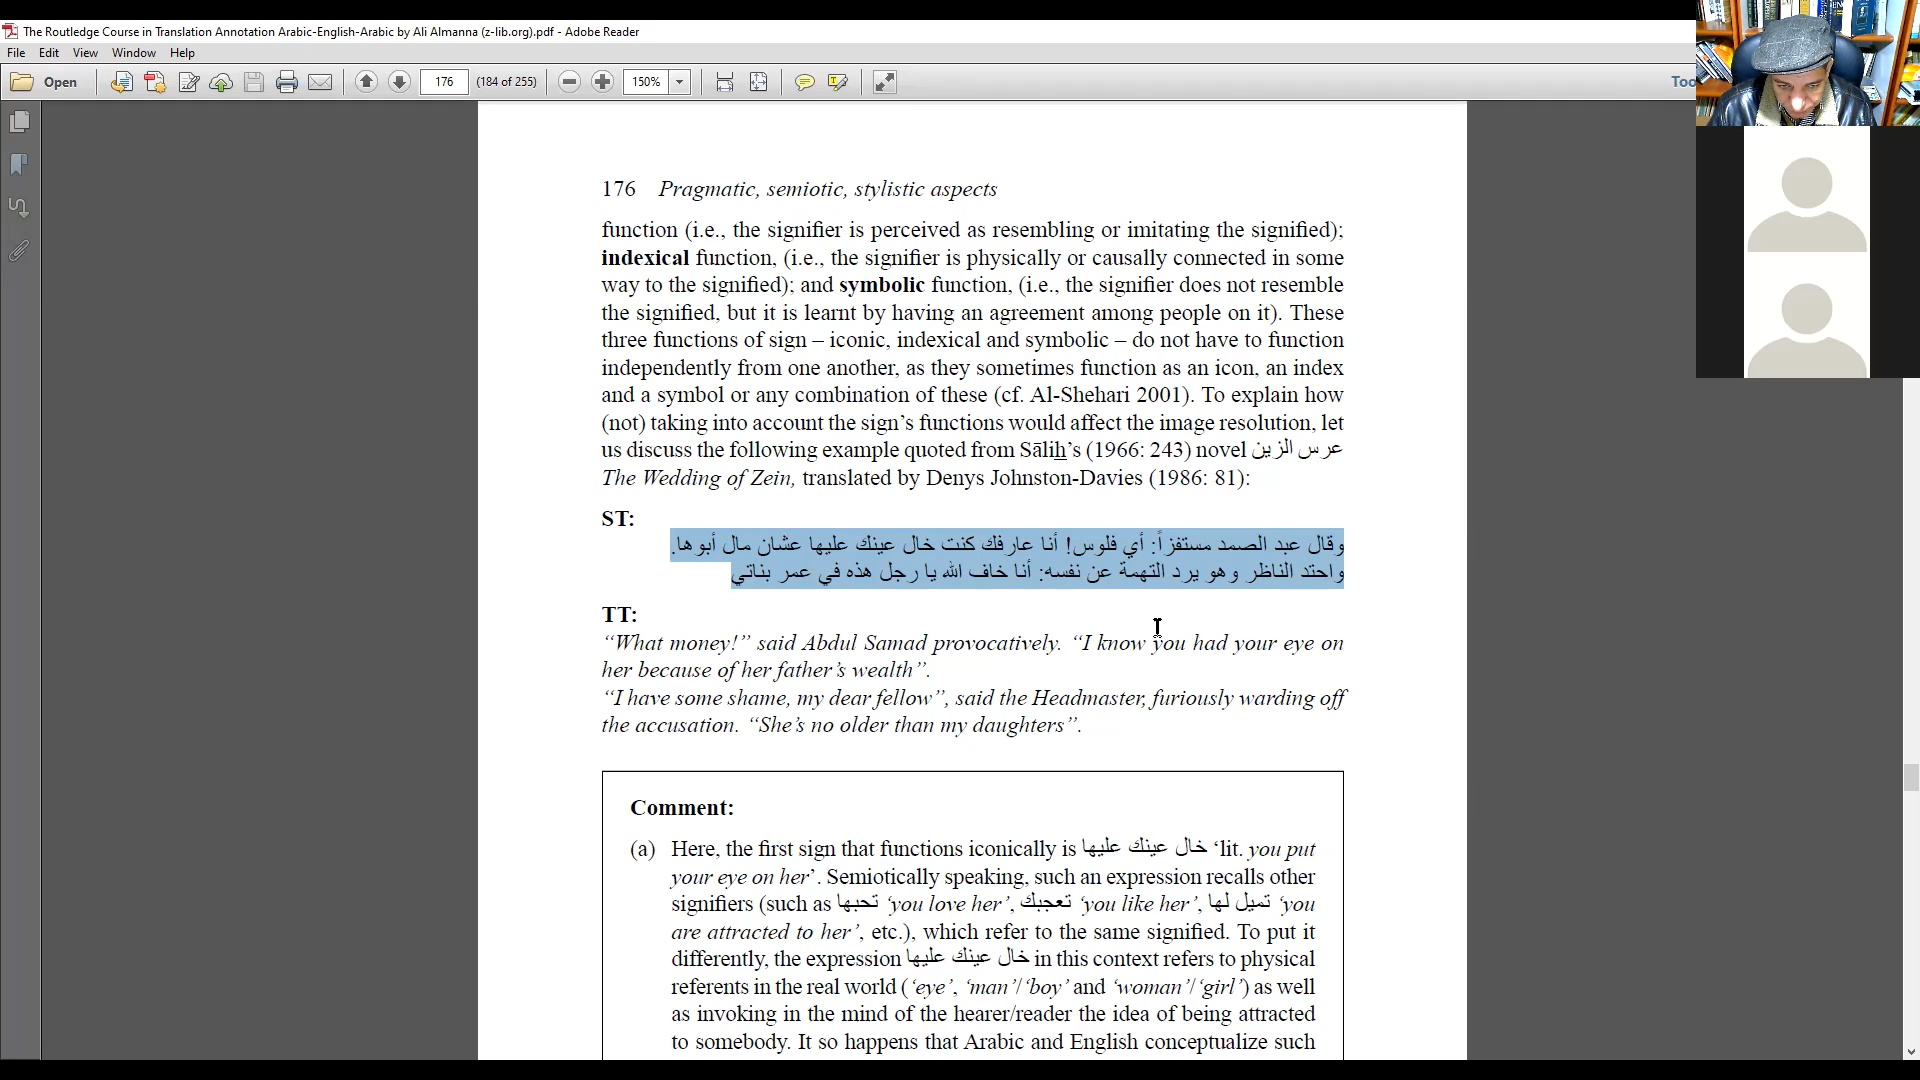 The Routledge Course in Translation Annotation Arabic-English-Arabic by Ali Almanna (z-lib.org).pdf - Adobe Reader
File Edit View Window Help
Open 176 (184 of 255) 150% Too
176 Pragmatic, semiotic, stylistic aspects
function (i.e., the signifier is perceived as resembling or imitating the signified);
indexical function, (i.e., the signifier is physically or causally connected in some
way to the signified); and symbolic function, (i.e., the signifier does not resemble
the signified, but it is learnt by having an agreement among people on it). These
three functions of sign – iconic, indexical and symbolic – do not have to function
independently from one another, as they sometimes function as an icon, an index
and a symbol or any combination of these (cf. Al-Shehari 2001). To explain how
(not) taking into account the sign’s functions would affect the image resolution, let
us discuss the following example quoted from Sāliẖ’s (1966: 243) novel عرس الزين
The Wedding of Zein, translated by Denys Johnston-Davies (1986: 81):
ST:
وقال عبد الصمد مستفزاً: أي فلوس! أنا عارفك كنت خال عينك عليها عشان مال أبوها.
واحتد الناظر وهو يرد التهمة عن نفسه: أنا خاف الله يا رجل هذه في عمر بناتي
TT:
“What money!” said Abdul Samad provocatively. “I know you had your eye on
her because of her father’s wealth”.
“I have some shame, my dear fellow”, said the Headmaster, furiously warding off
the accusation. “She’s no older than my daughters”.
Comment:
(a) Here, the first sign that functions iconically is خال عينك عليها ‘lit. you put
your eye on her’. Semiotically speaking, such an expression recalls other
signifiers (such as تحبها ‘you love her’, تعجبك ‘you like her’, تميل لها ‘you
are attracted to her’, etc.), which refer to the same signified. To put it
differently, the expression خال عينك عليها in this context refers to physical
referents in the real world (‘eye’, ‘man’/‘boy’ and ‘woman’/‘girl’) as well
as invoking in the mind of the hearer/reader the idea of being attracted
to somebody. It so happens that Arabic and English conceptualize such